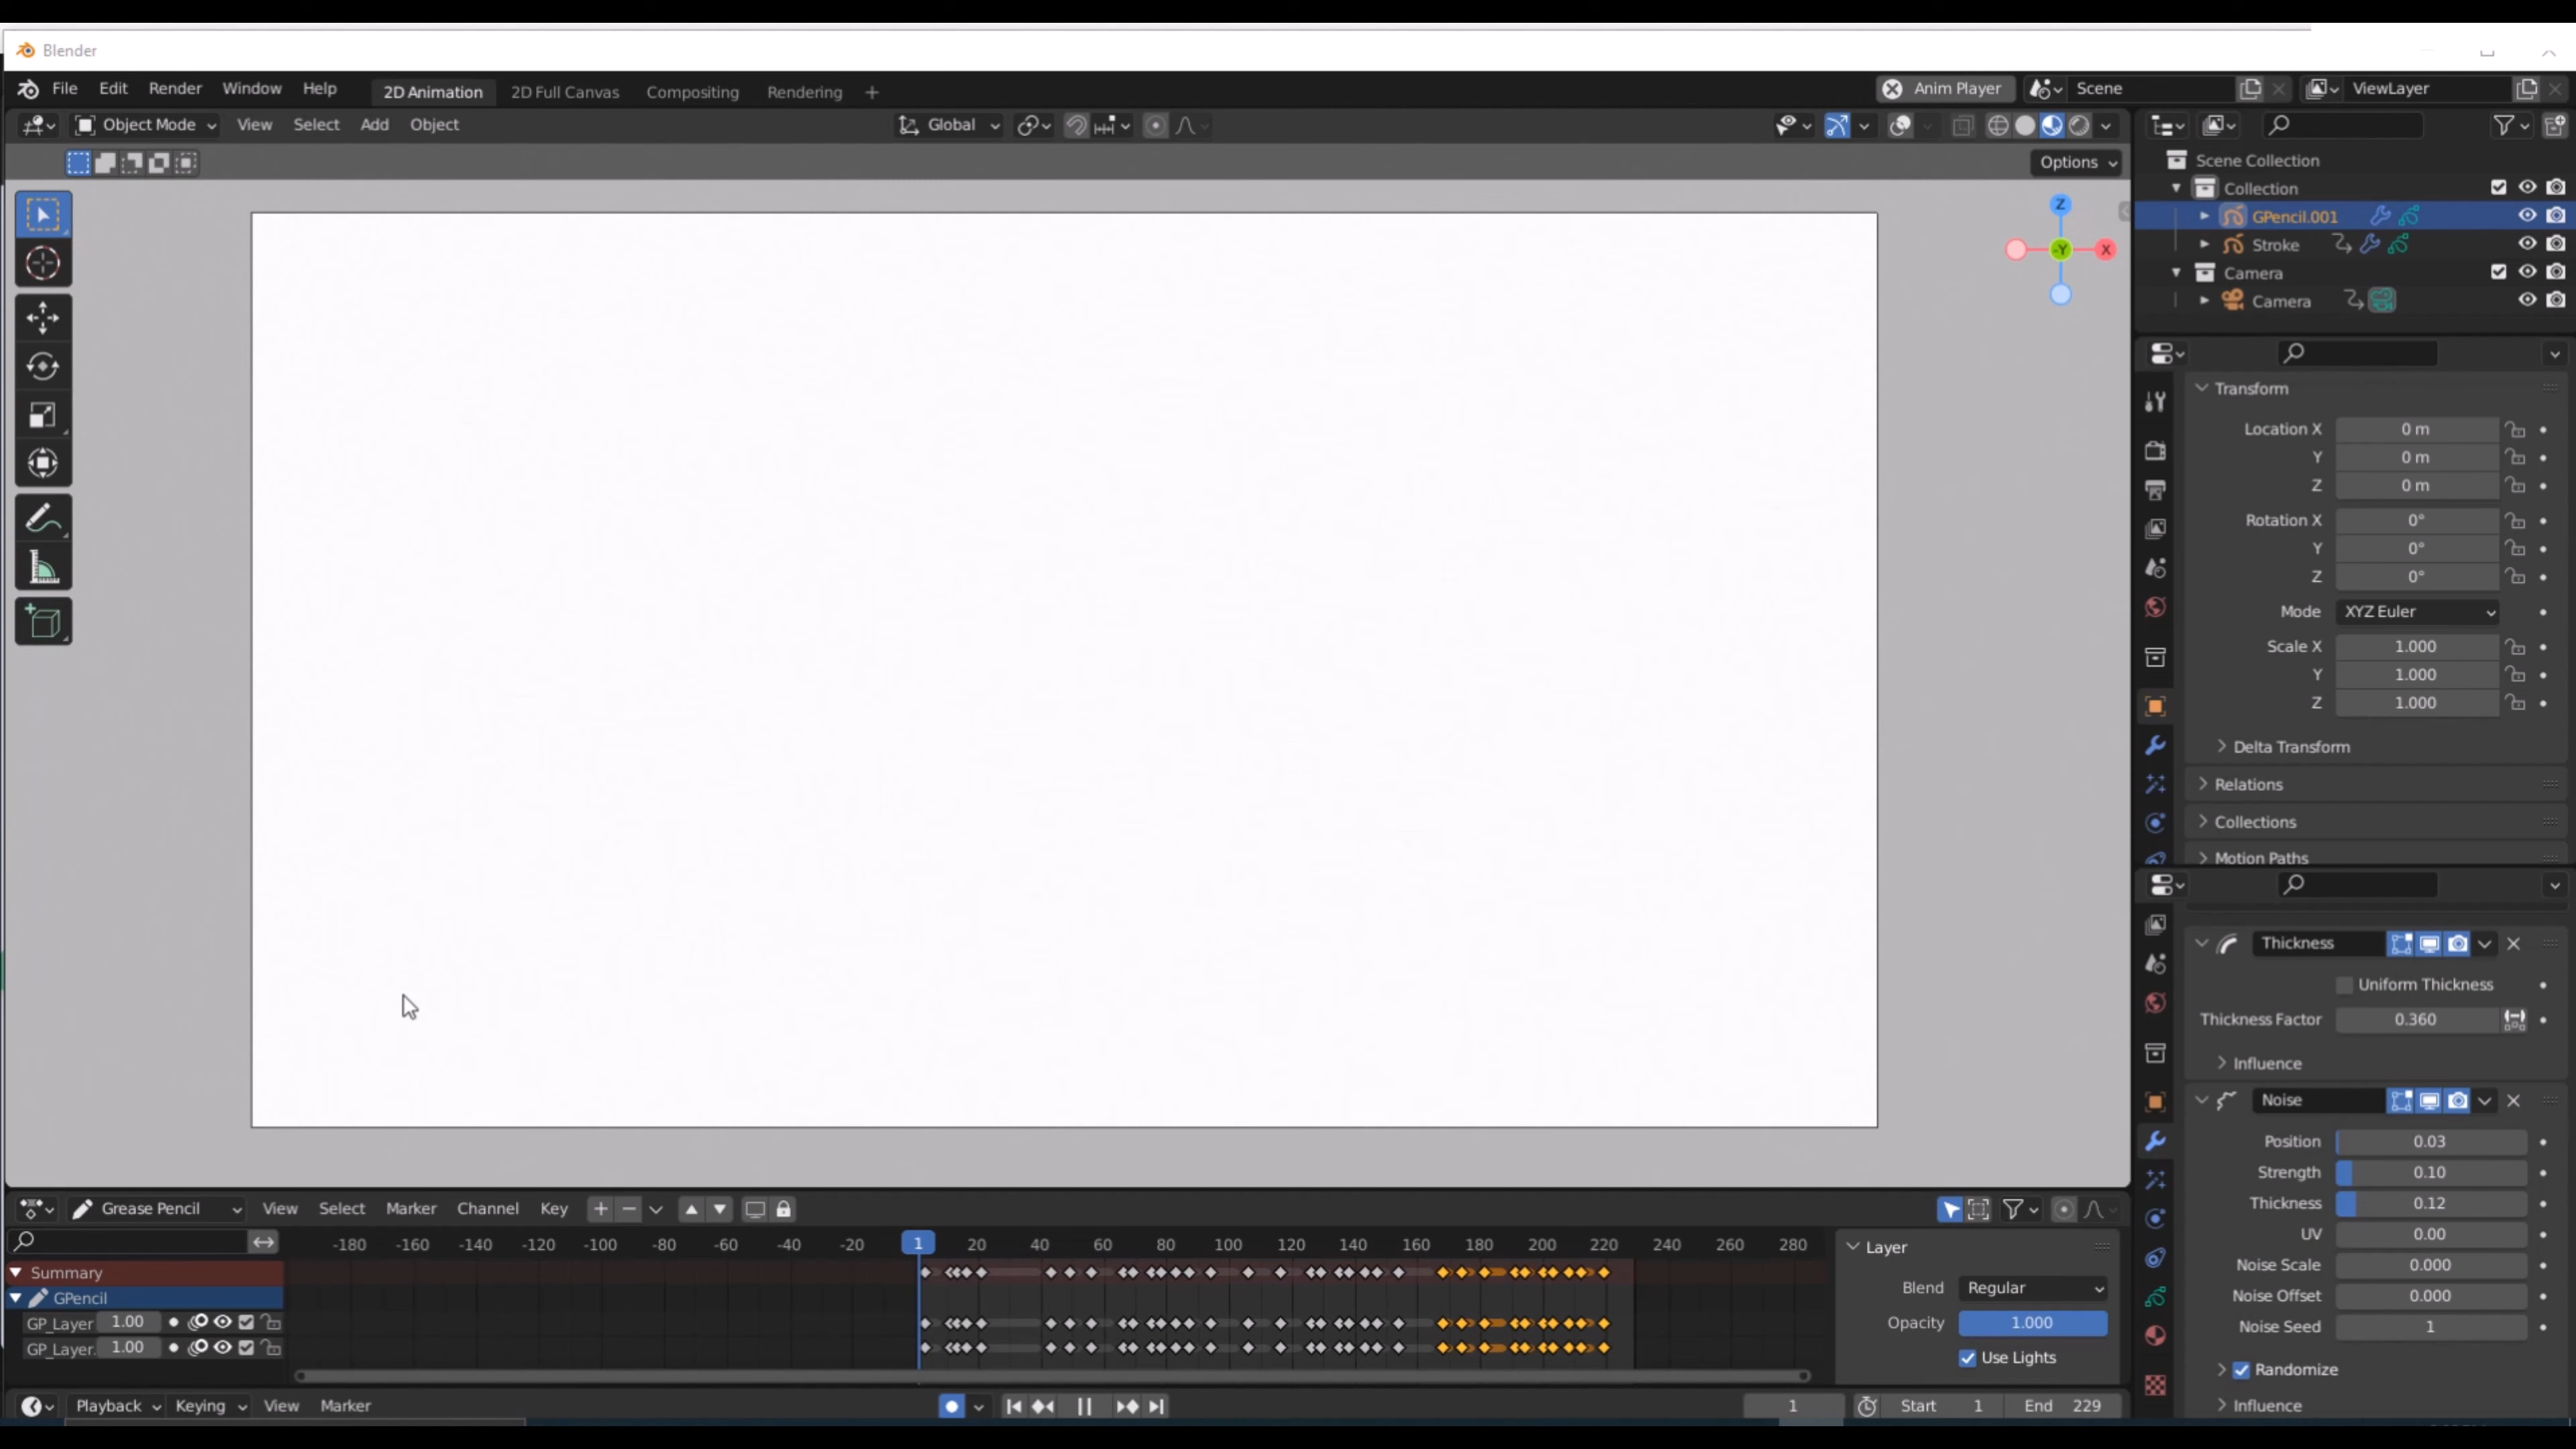 Blender
File Edit Render Window Help 2D Animation 2D Full Canvas Compositing Rendering + Anim Player Scene ViewLayer
Object Mode View Select Add Object Global
Options
Z
-Y X
Scene Collection
Collection
GPencil.001
Stroke
Camera
Camera
Transform
Location X 0 m
Y 0 m
Z 0 m
Rotation X 0°
Y 0°
Z 0°
Mode XYZ Euler
Scale X 1.000
Y 1.000
Z 1.000
Delta Transform
Relations
Collections
Motion Paths
Thickness
Uniform Thickness
Thickness Factor 0.360
Influence
Noise
Position 0.03
Strength 0.10
Thickness 0.12
UV 0.00
Noise Scale 0.000
Noise Offset 0.000
Noise Seed 1
Randomize
Influence
Grease Pencil View Select Marker Channel Key
-180 -160 -140 -120 -100 -80 -60 -40 -20 1 20 40 60 80 100 120 140 160 180 200 220 240 260 280
Summary
GPencil
GP_Layer 1.00
GP_Layer. 1.00
Layer
Blend Regular
Opacity 1.000
Use Lights
Playback Keying View Marker 1 Start 1 End 229